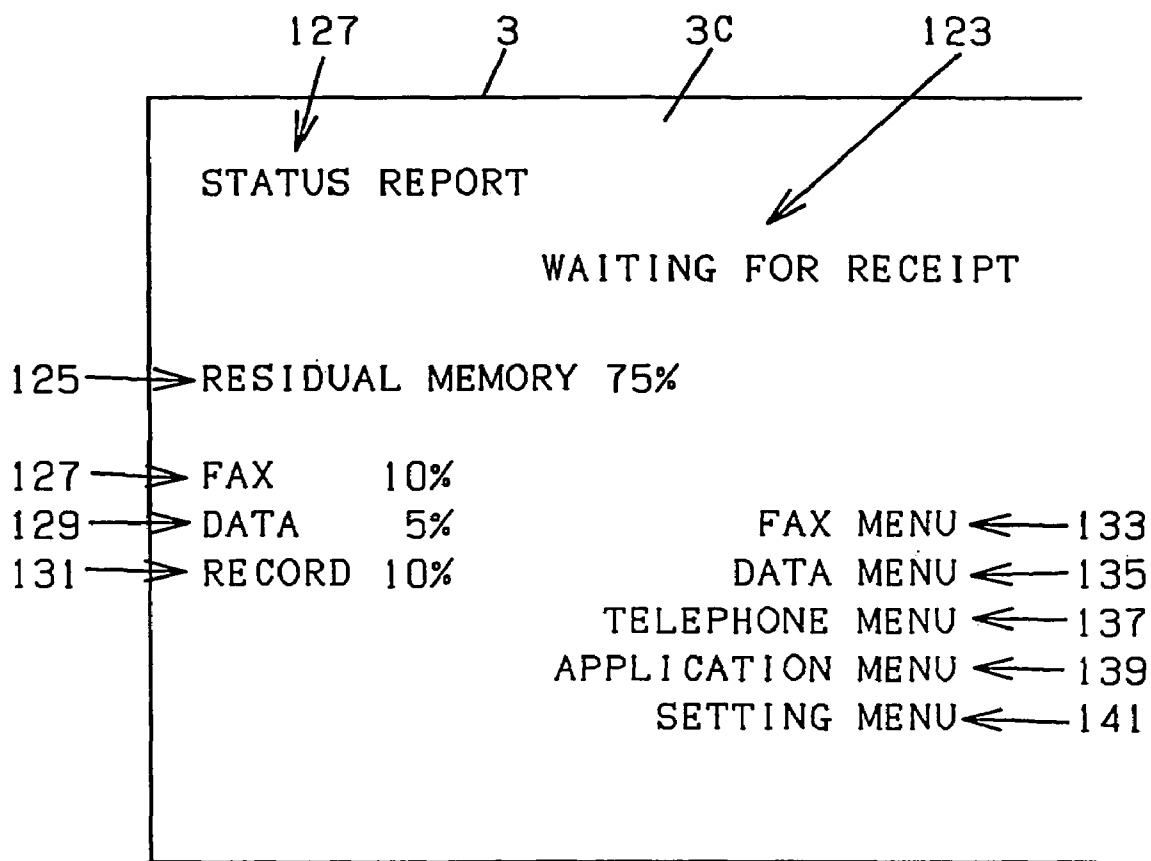 127 3 3C 123
STATUS REPORT
WAITING FOR RECEIPT
125 RESIDUAL MEMORY 75%
127 FAX 10%
129 DATA 5% FAX MENU 133
131 RECORD 10% DATA MENU 135
TELEPHONE MENU 137
APPLICATION MENU 139
SETTING MENU 141